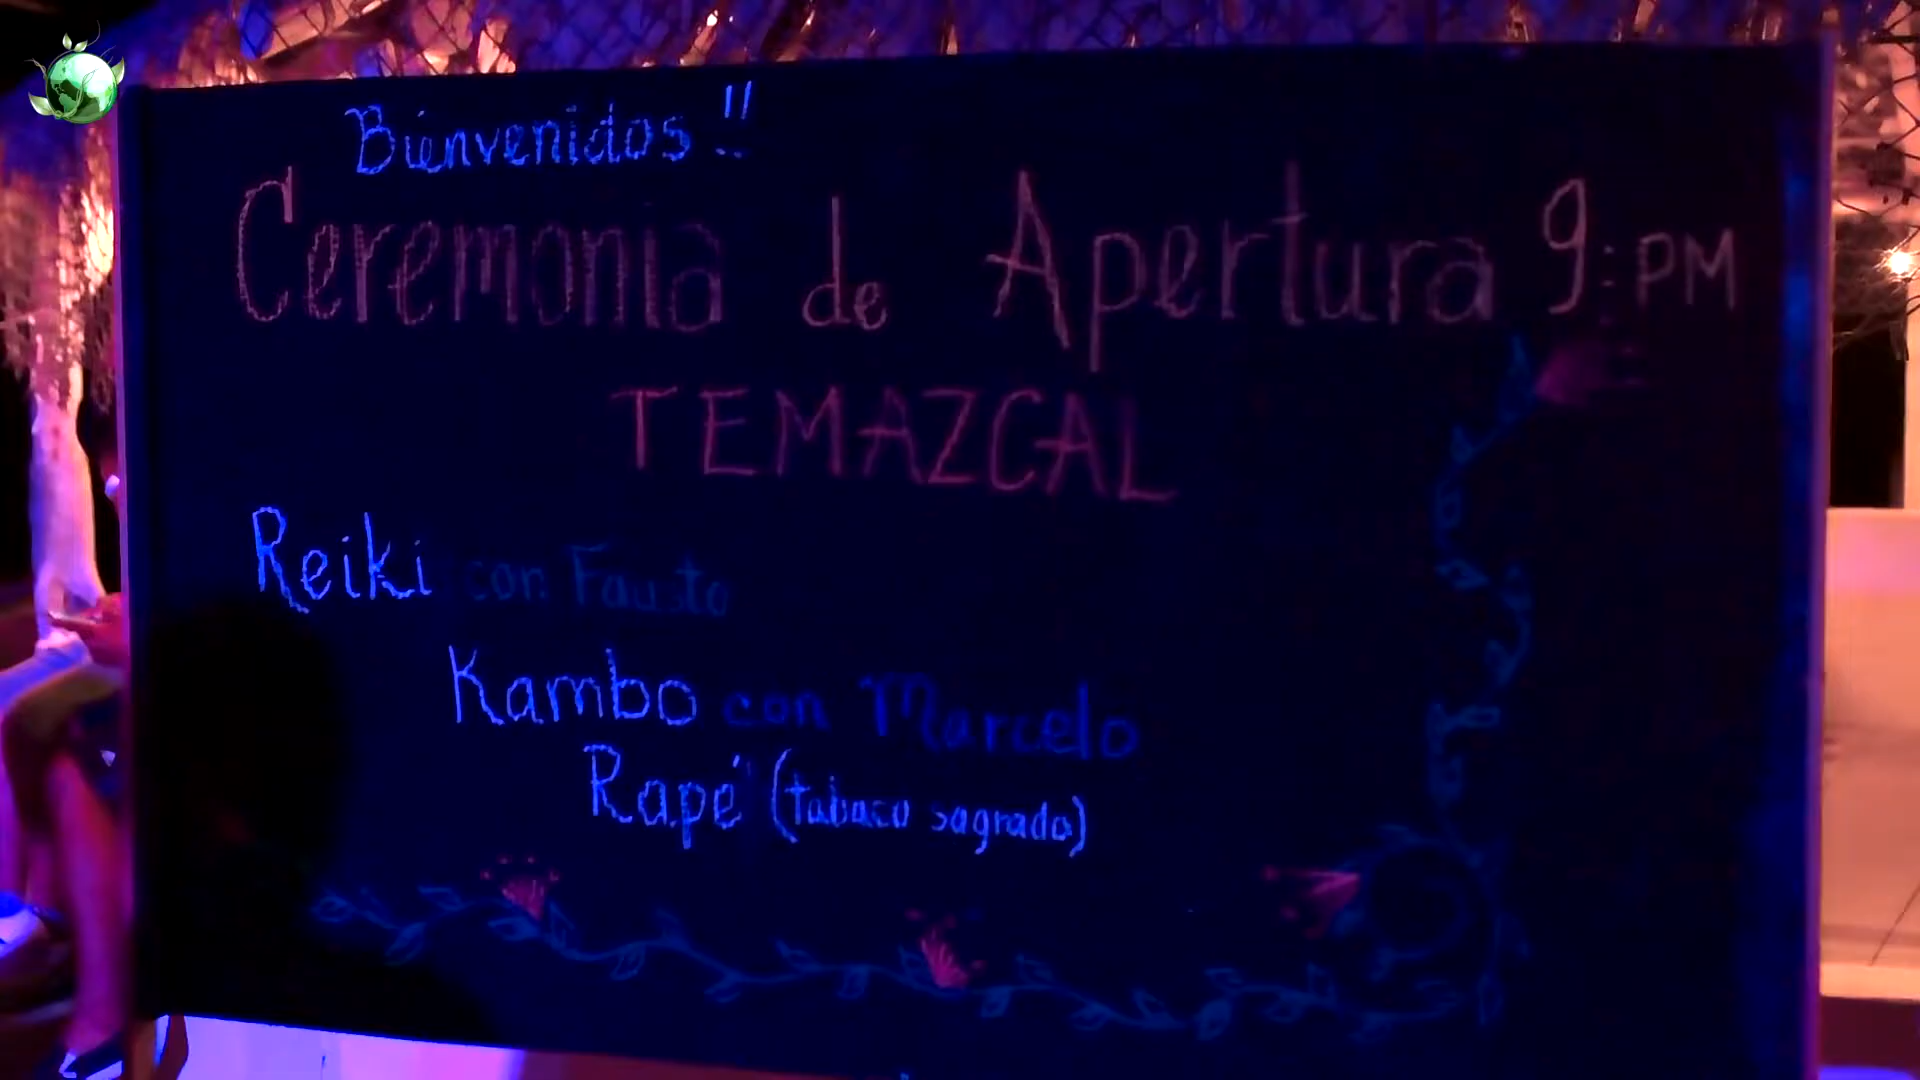 Bienvenidos!!
Ceremonia de Apertura 9:PM
TEMAZCAL
Reiki con Fausto
Kambo con Marcelo
Rapé (tabaco sagrado)